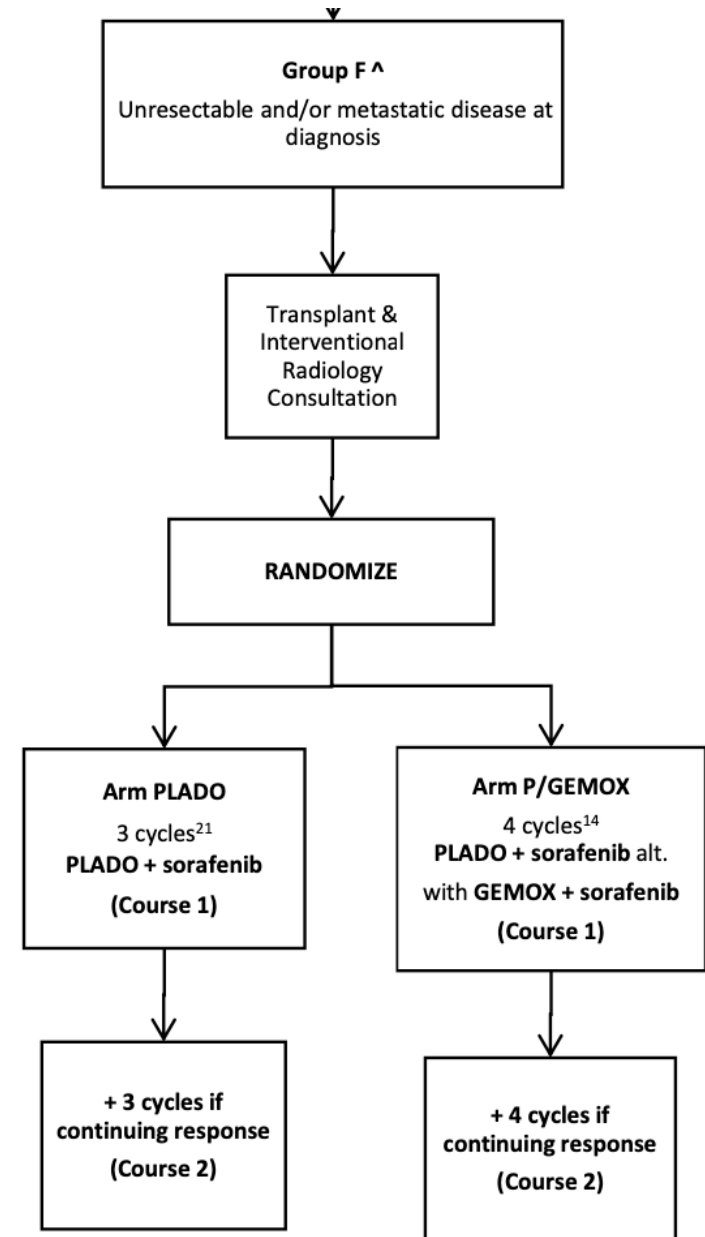 Group F ^
Unresectable and/or metastatic disease at
diagnosis
Transplant &
Interventional
Radiology
Consultation
RANDOMIZE
Arm PLADO
3 cycles²¹
PLADO + sorafenib
(Course 1)
Arm P/GEMOX
4 cycles¹⁴
PLADO + sorafenib alt.
with GEMOX + sorafenib
(Course 1)
+ 3 cycles if
continuing response
(Course 2)
+ 4 cycles if
continuing response
(Course 2)